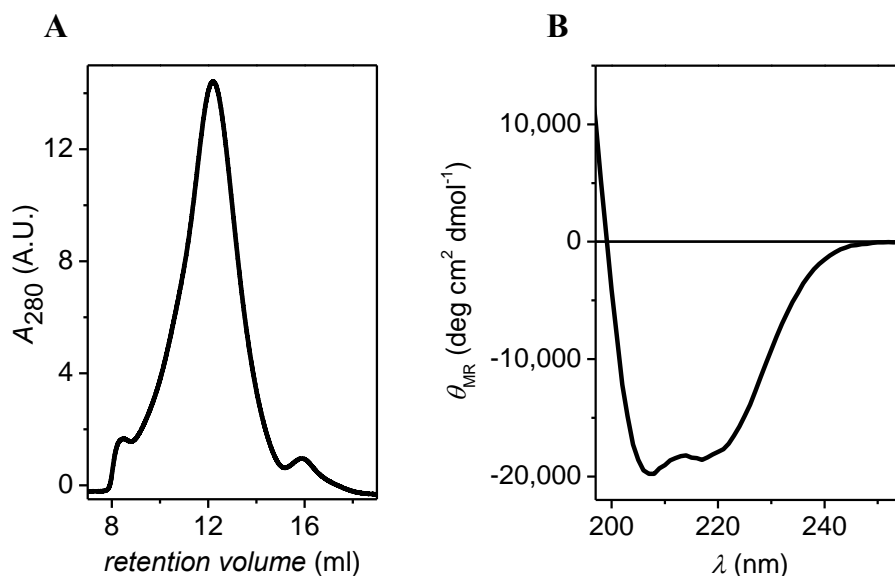 A
B
A280 (A.U.)
12
8
4
0
8
12
16
retention volume (ml)
θMR (deg cm2 dmol-1)
10,000
0
-10,000
-20,000
200
220
240
λ (nm)